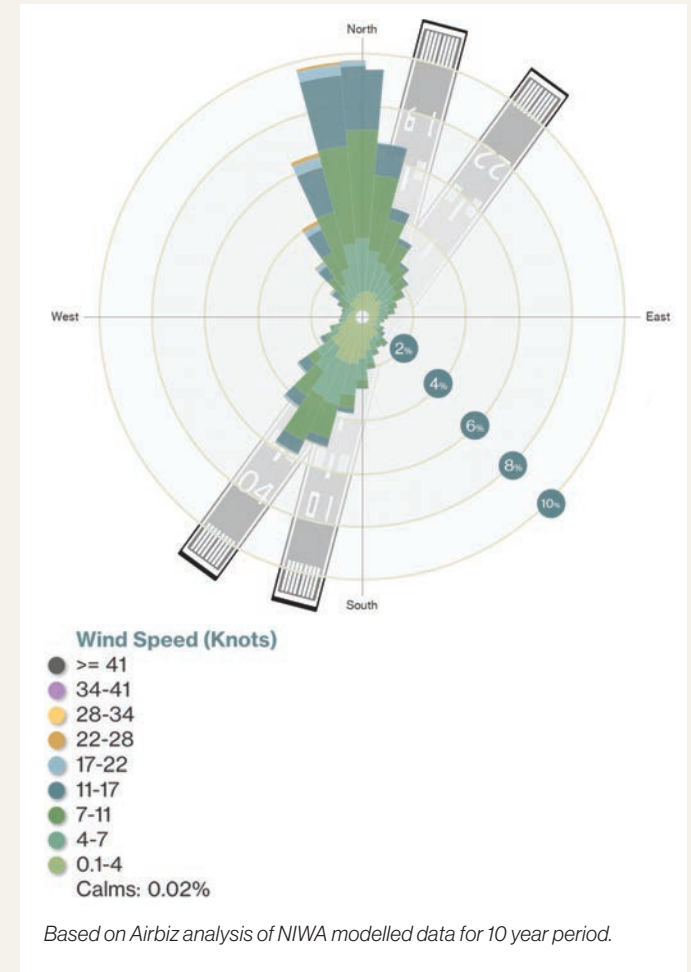 North
19
22
West
East
2%
4%
6%
8%
10%
04
01
South
Wind Speed (Knots)
>= 41
34-41
28-34
22-28
17-22
11-17
7-11
4-7
0.1-4
Calms: 0.02%
Based on Airbiz analysis of NIWA modelled data for 10 year period.